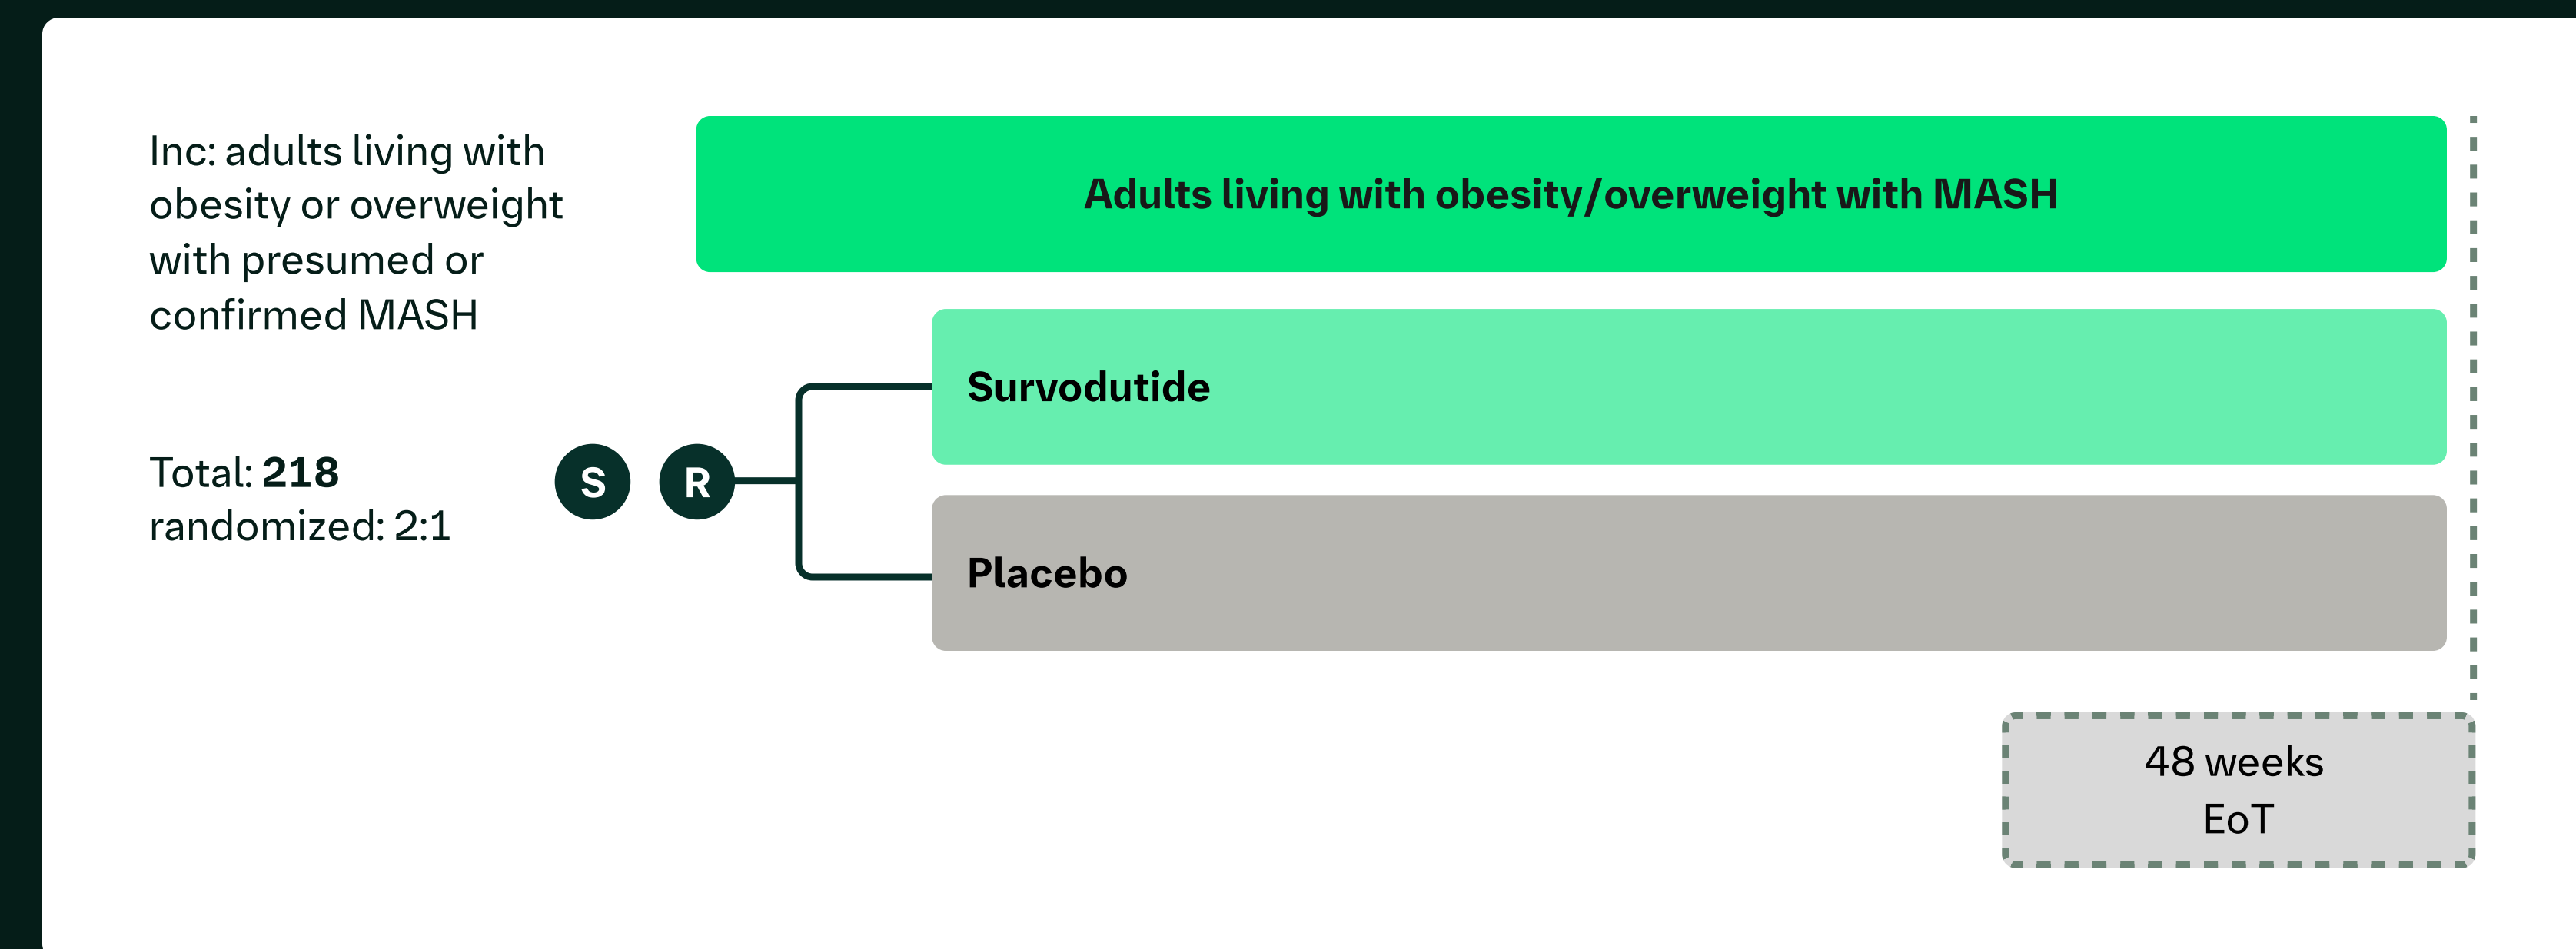 Inc: adults living with
obesity or overweight
with presumed or
confirmed MASH
Total: 218
randomized: 2:1
S
R
Adults living with obesity/overweight with MASH
Survodutide
Placebo
48 weeks
EoT